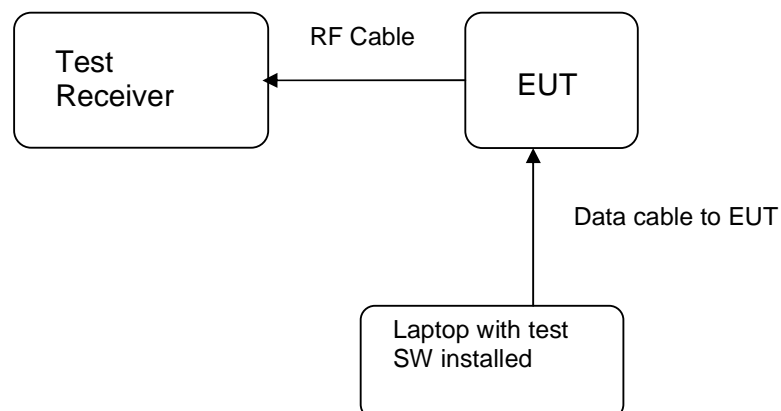 RF Cable
Test
Receiver
EUT
Data cable to EUT
Laptop with test
SW installed